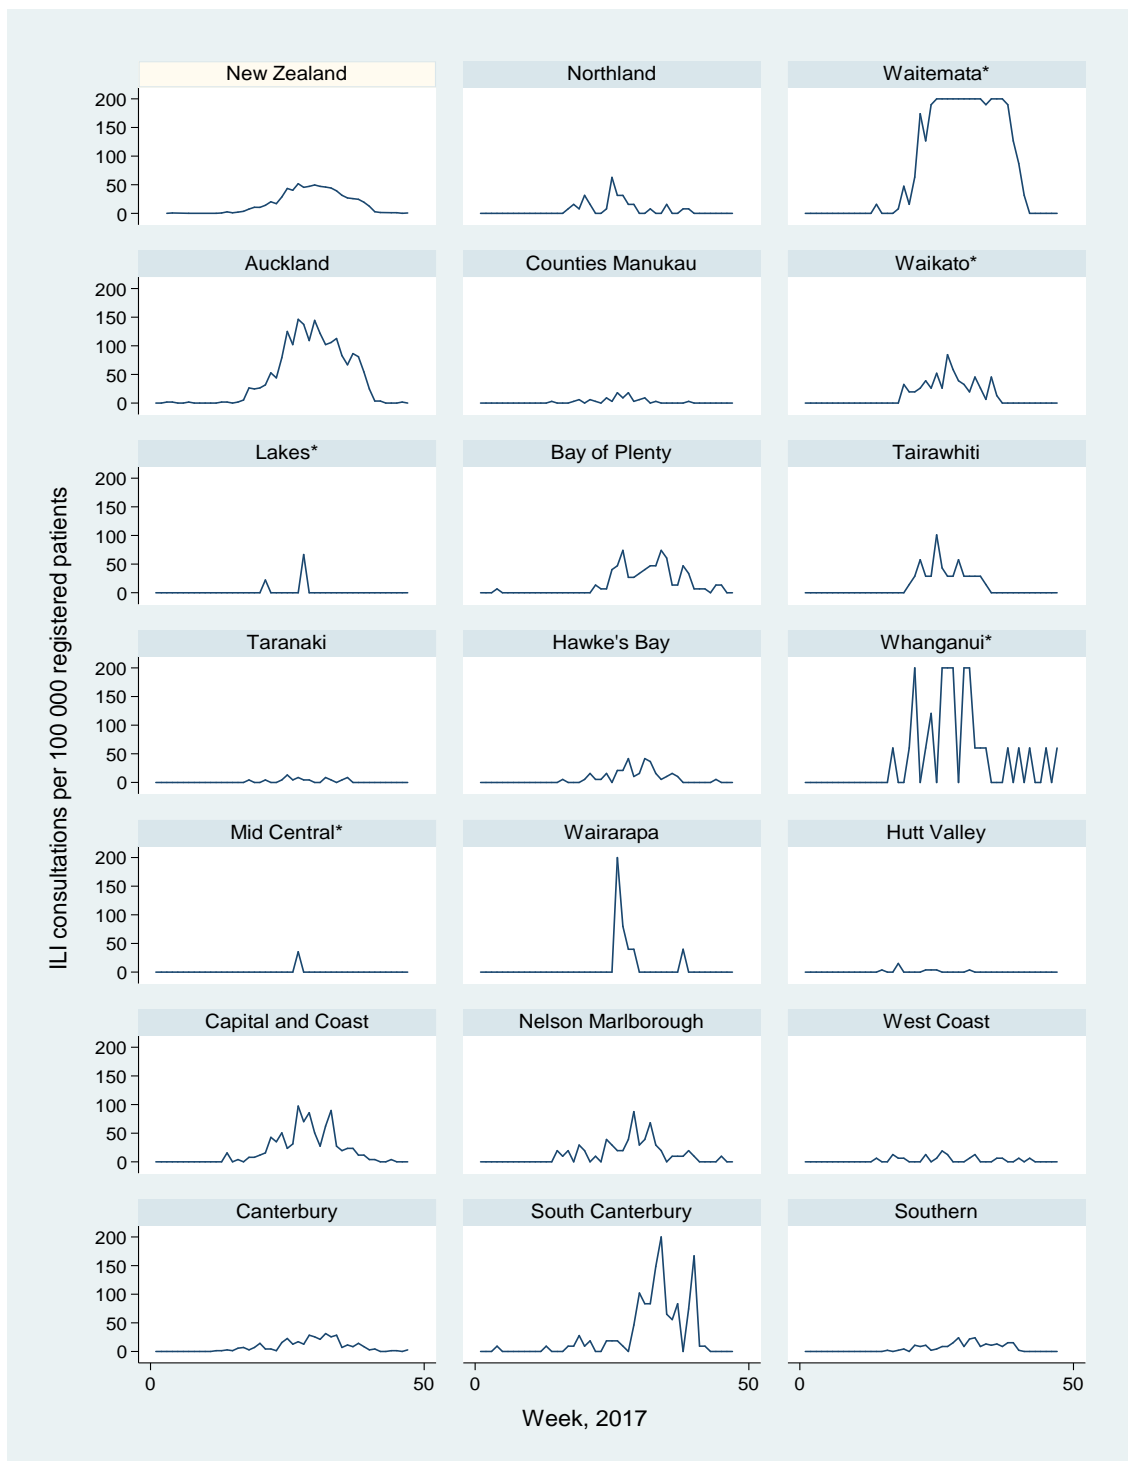 New Zealand
Northland
Waitemata*
200
150
100
50
0
Auckland
Counties Manukau
Waikato*
200
150
100
50
0
Lakes*
Bay of Plenty
Tairawhiti
200
150
100
50
0
Taranaki
Hawke's Bay
Whanganui*
200
150
100
50
0
Mid Central*
Wairarapa
Hutt Valley
200
150
100
50
0
Capital and Coast
Nelson Marlborough
West Coast
200
150
100
50
0
Canterbury
South Canterbury
Southern
200
150
100
50
0
0
50
0
50
0
50
ILI consultations per 100 000 registered patients
Week, 2017